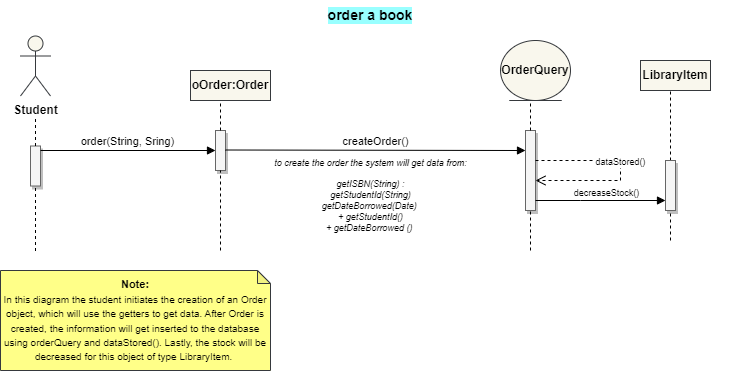 order a book
Student
oOrder:Order
OrderQuery
LibraryItem
order(String, Sring)
createOrder()
to create the order the system will get data from:
getISBN(String) :
getStudentId(String)
getDateBorrowed(Date)
+ getStudentId()
+ getDateBorrowed ()
dataStored()
decreaseStock()
Note:
In this diagram the student initiates the creation of an Order
object, which will use the getters to get data. After Order is
created, the information will get inserted to the database
using orderQuery and dataStored(). Lastly, the stock will be
decreased for this object of type LibraryItem.